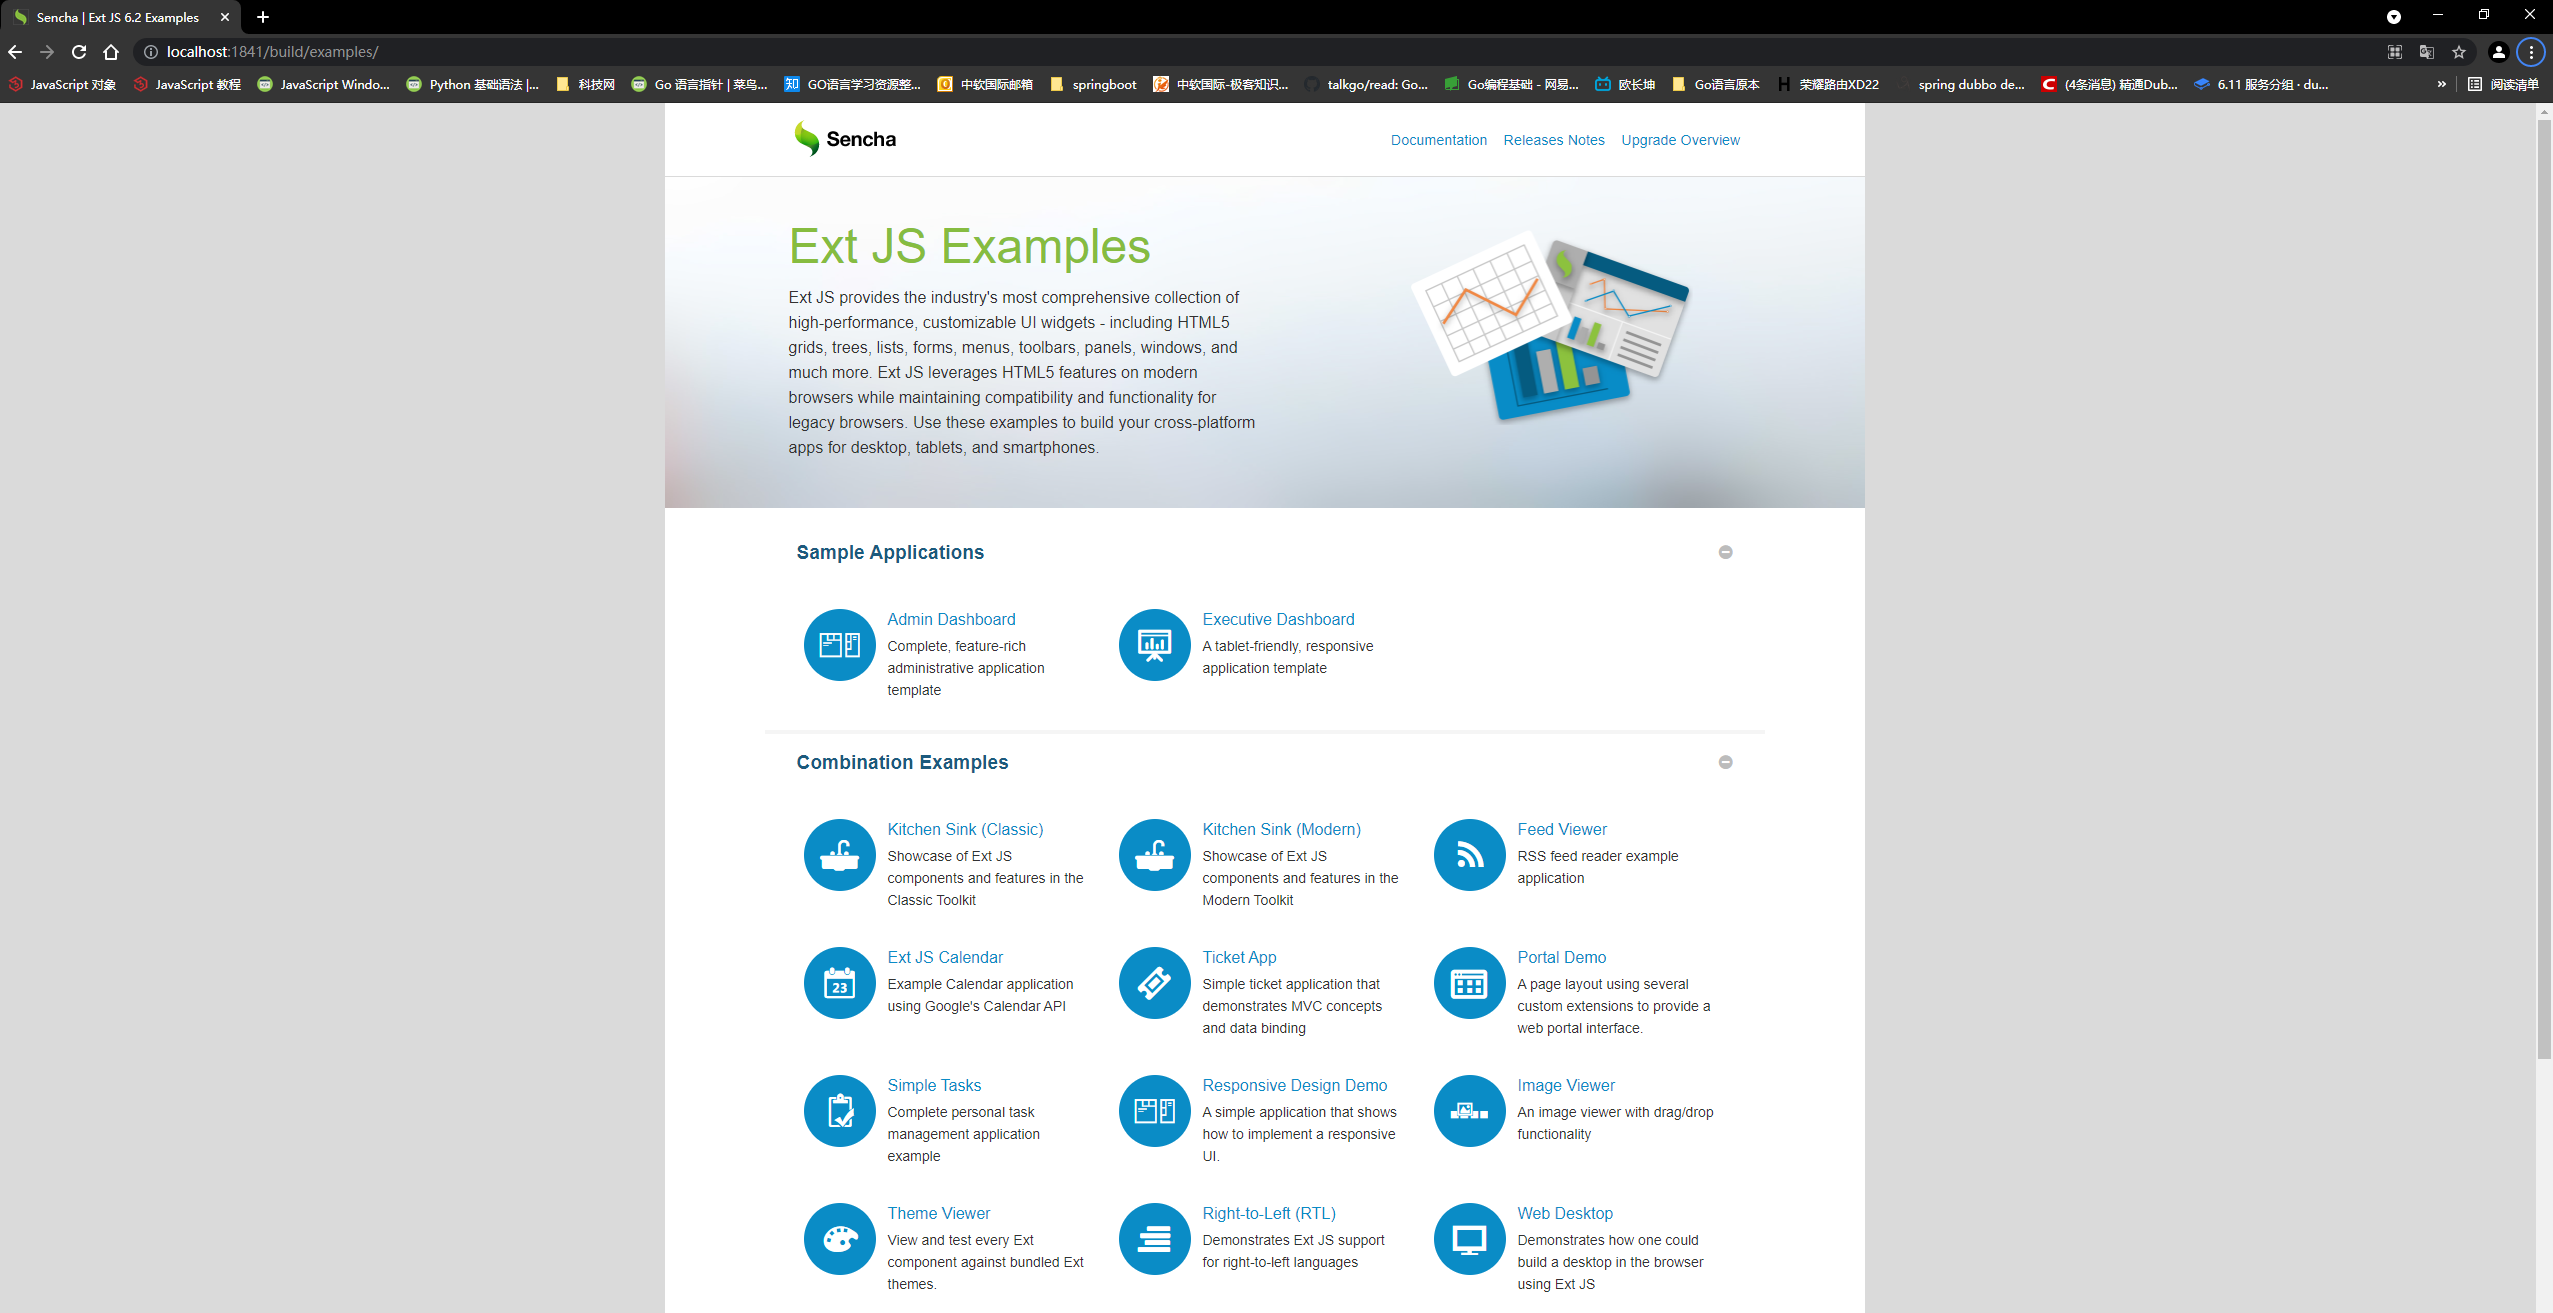 Sencha | Ext JS 6.2 Examples
localhost:1841/build/examples/
JavaScript 对象
JavaScript 教程
JavaScript Windo...
Python 基础语法 |...
科技网
Go 语言指针 | 菜鸟...
GO语言学习资源整...
中软国际邮箱
springboot
中软国际-极客知识...
talkgo/read: Go...
Go编程基础 - 网易...
欧长坤
Go语言原本
荣耀路由XD22
spring dubbo de...
(4条消息) 精通Dub...
6.11 服务分组 · du...
»
阅读清单
Sencha
Documentation
Releases Notes
Upgrade Overview
Ext JS Examples
Ext JS provides the industry's most comprehensive collection of
high-performance, customizable UI widgets - including HTML5
grids, trees, lists, forms, menus, toolbars, panels, windows, and
much more. Ext JS leverages HTML5 features on modern
browsers while maintaining compatibility and functionality for
legacy browsers. Use these examples to build your cross-platform
apps for desktop, tablets, and smartphones.
Sample Applications
Admin Dashboard
Complete, feature-rich
administrative application
template
Executive Dashboard
A tablet-friendly, responsive
application template
Combination Examples
Kitchen Sink (Classic)
Showcase of Ext JS
components and features in the
Classic Toolkit
Kitchen Sink (Modern)
Showcase of Ext JS
components and features in the
Modern Toolkit
Feed Viewer
RSS feed reader example
application
23
Ext JS Calendar
Example Calendar application
using Google's Calendar API
Ticket App
Simple ticket application that
demonstrates MVC concepts
and data binding
Portal Demo
A page layout using several
custom extensions to provide a
web portal interface.
Simple Tasks
Complete personal task
management application
example
Responsive Design Demo
A simple application that shows
how to implement a responsive
UI.
Image Viewer
An image viewer with drag/drop
functionality
Theme Viewer
View and test every Ext
component against bundled Ext
themes.
Right-to-Left (RTL)
Demonstrates Ext JS support
for right-to-left languages
Web Desktop
Demonstrates how one could
build a desktop in the browser
using Ext JS